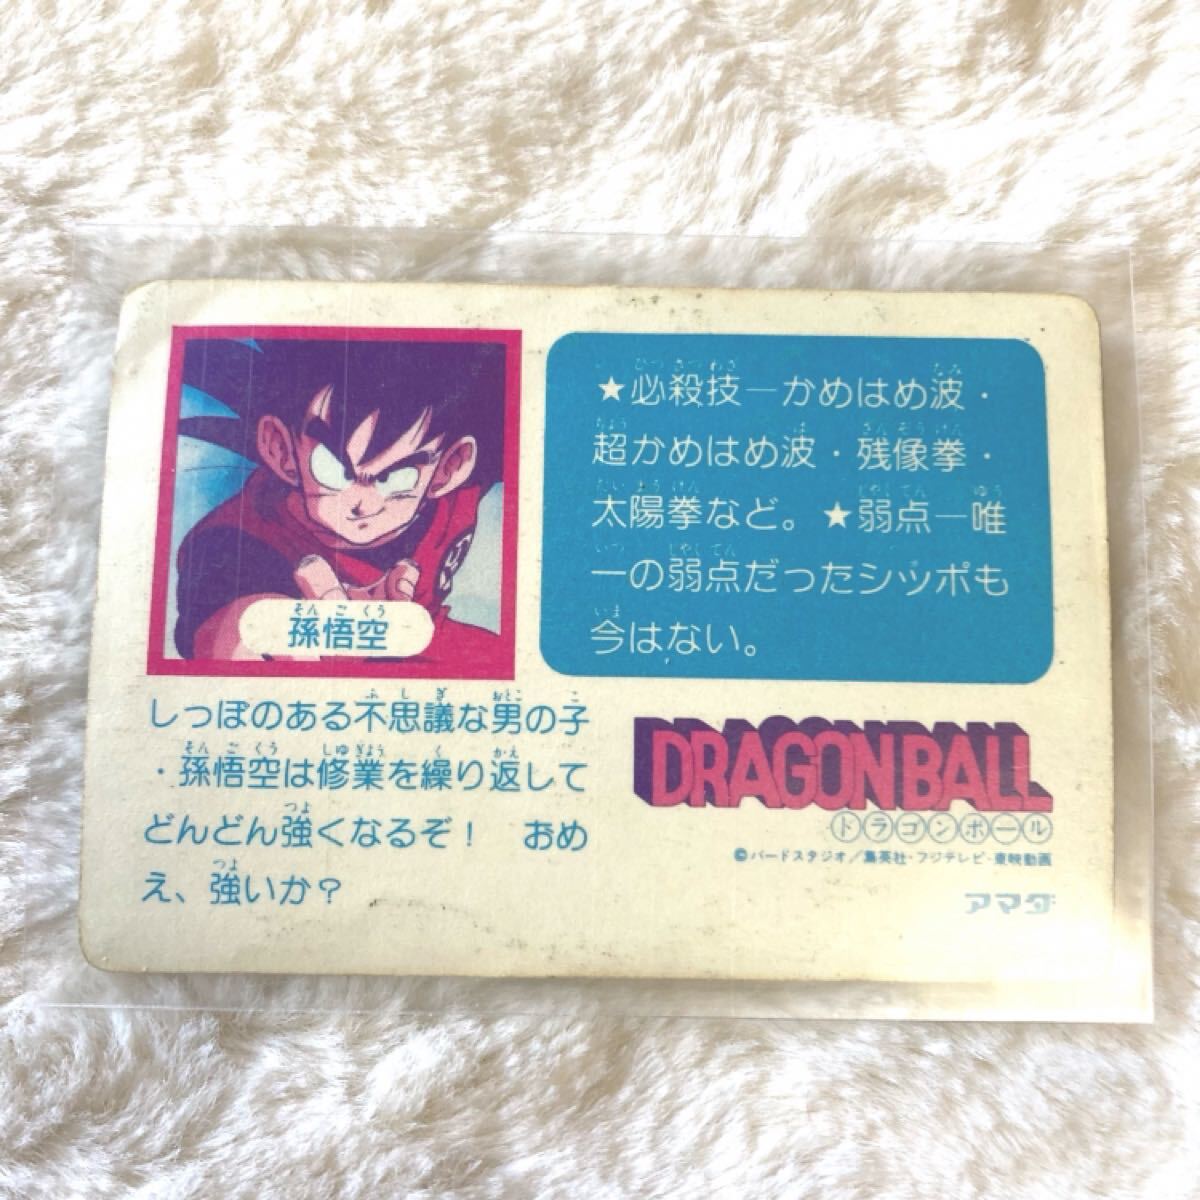 孫悟空
そんごくう
★必殺技―かめはめ波・
超かめはめ波・残像拳・
太陽拳など。★弱点―唯
一の弱点だったシッポも
今はない。
しっぽのある不思議な男の子
・孫悟空は修業を繰り返して
どんどん強くなるぞ！ おめ
え、強いか？
DRAGON BALL
ドラゴンボール
©バードスタジオ／集英社・フジテレビ・東映動画
アマダ